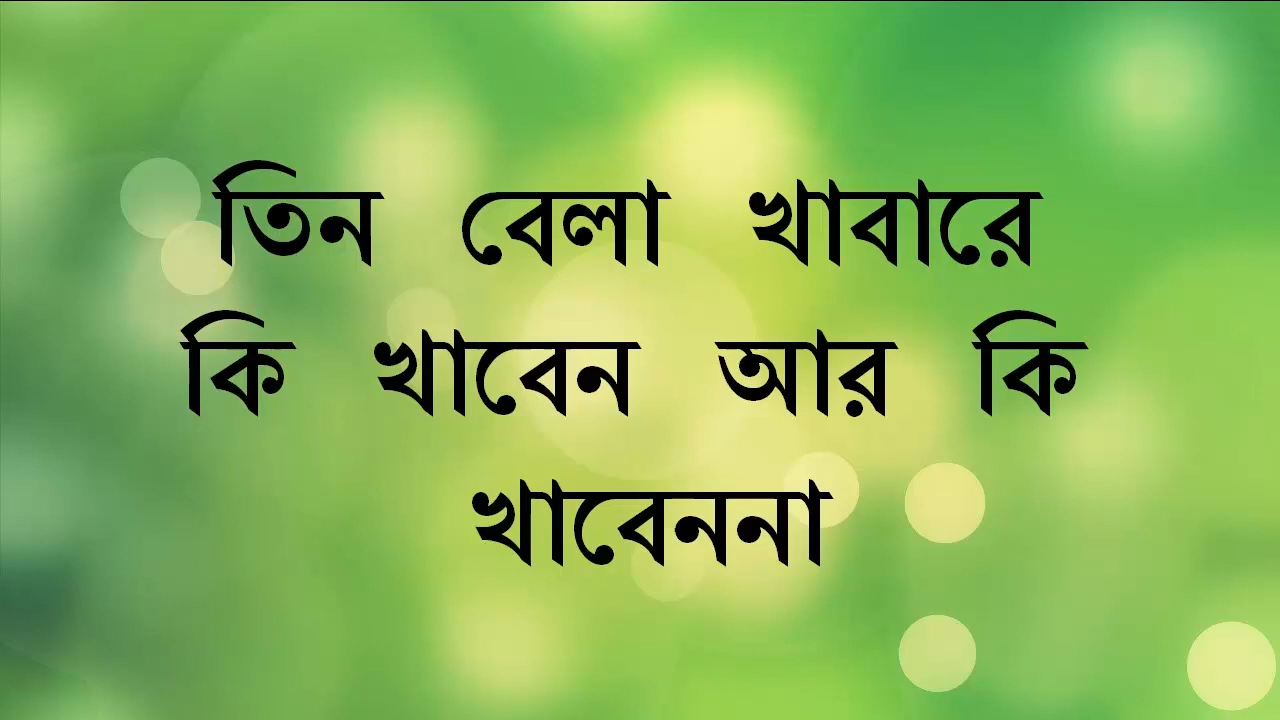 তিন বেলা খাবারে
কি খাবেন আর কি
খাবেননা